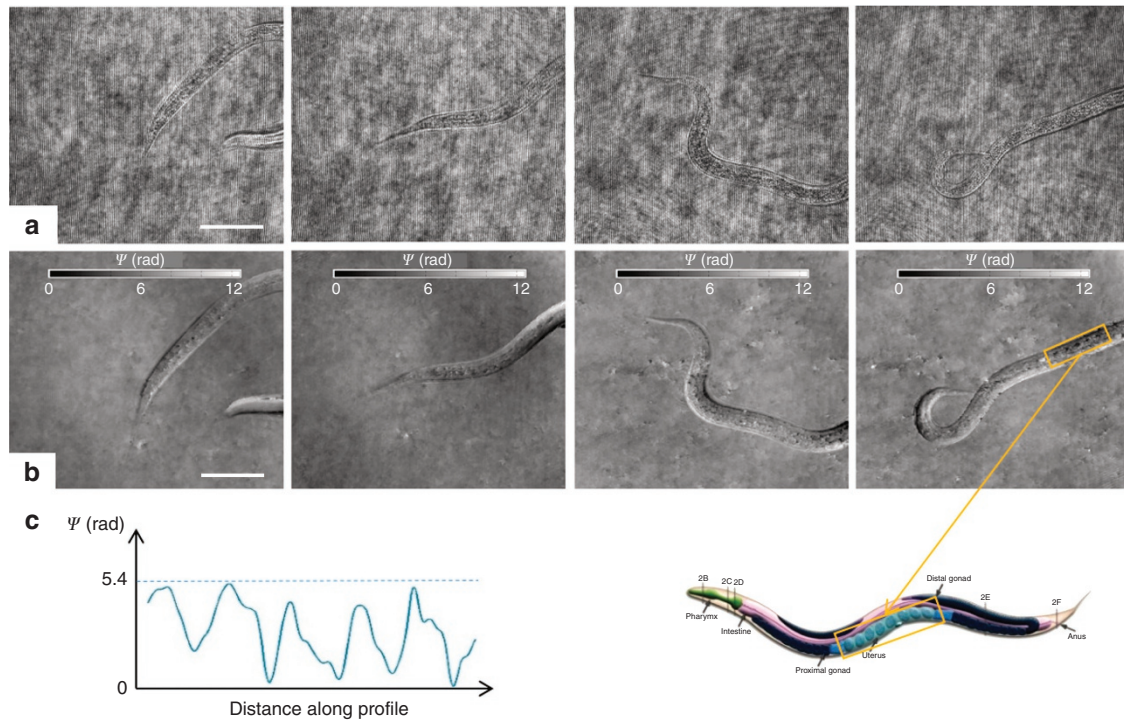 a
Ψ (rad)
0 6 12
Ψ (rad)
0 6 12
Ψ (rad)
0 6 12
Ψ (rad)
0 6 12
b
c
Ψ (rad)
5.4
0
Distance along profile
2B
2C 2D
Distal gonad
2E
2F
Pharymx
Intestine
Anus
Uterus
Proximal gonad